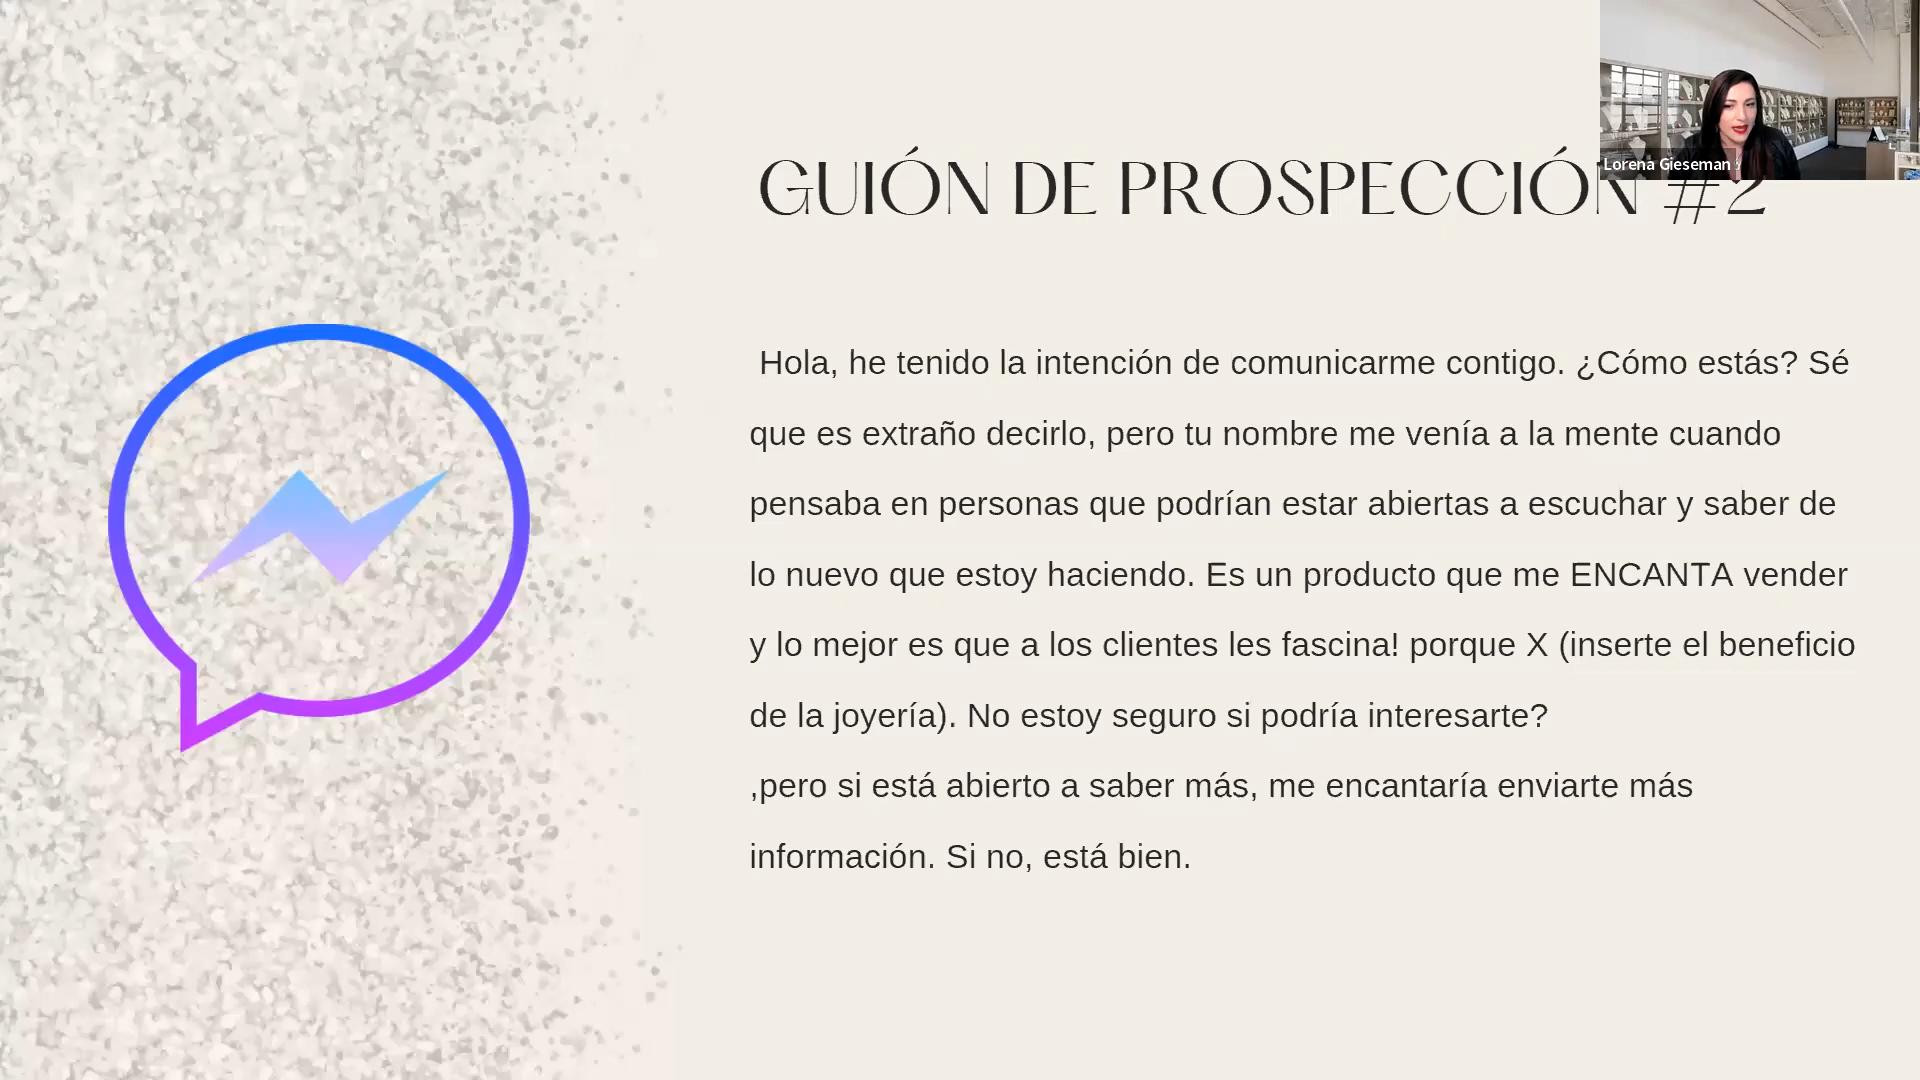 Lorena Gieseman
GUIÓN DE PROSPECCIÓN #2
Hola, he tenido la intención de comunicarme contigo. ¿Cómo estás? Sé
que es extraño decirlo, pero tu nombre me venía a la mente cuando
pensaba en personas que podrían estar abiertas a escuchar y saber de
lo nuevo que estoy haciendo. Es un producto que me ENCANTA vender
y lo mejor es que a los clientes les fascina! porque X (inserte el beneficio
de la joyería). No estoy seguro si podría interesarte?
,pero si está abierto a saber más, me encantaría enviarte más
información. Si no, está bien.